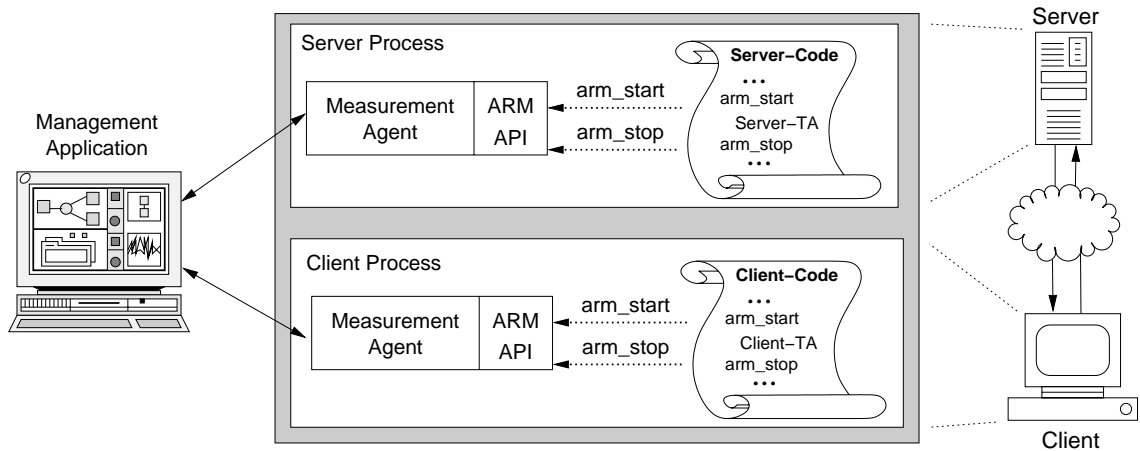 Management
Application
Server Process
Measurement
Agent
ARM
API
arm_start
arm_stop
Server–Code
...
arm_start
Server–TA
arm_stop
...
Client Process
Measurement
Agent
ARM
API
arm_start
arm_stop
Client–Code
...
arm_start
Client–TA
arm_stop
...
Server
Client